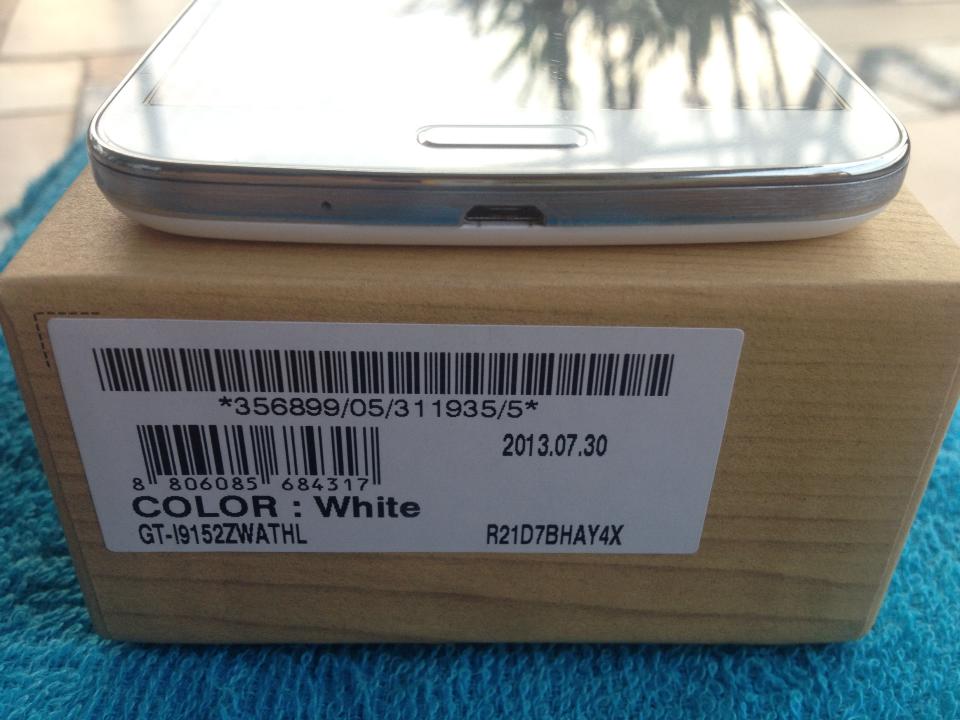 *356899/05/311935/5*
2013.07.30
8 806085 684317
COLOR : White
GT-I9152ZWATHL R21D7BHAY4X